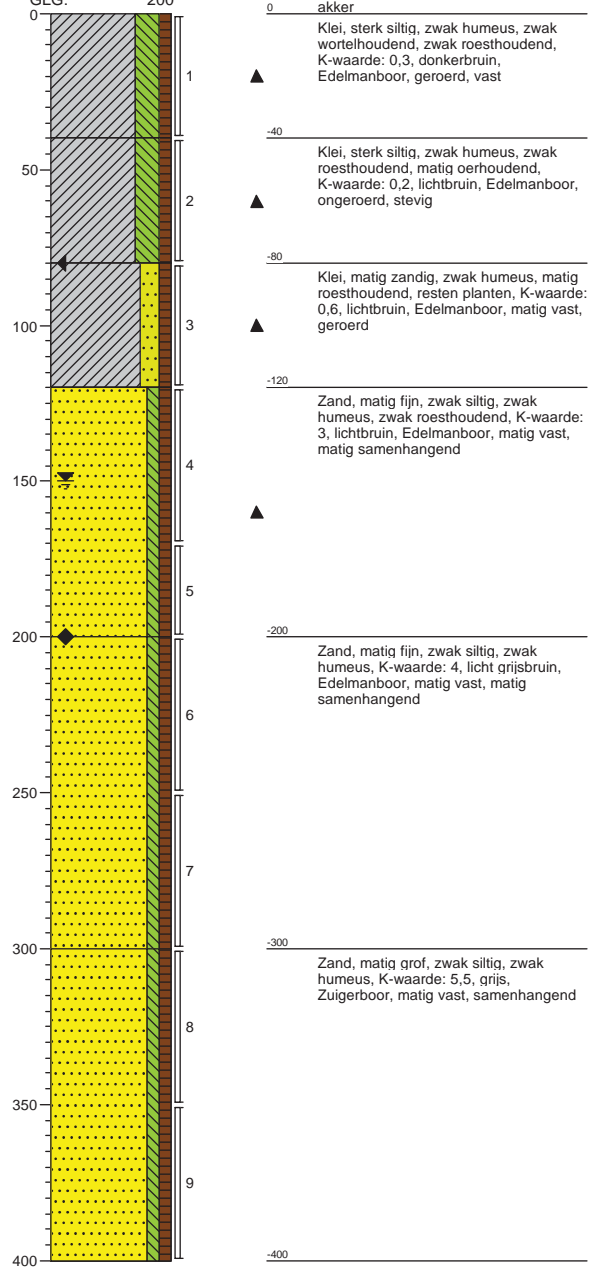 GLG: 200
0
50
100
150
200
250
300
350
400
1
2
3
4
5
6
7
8
9
0 akker
Klei, sterk siltig, zwak humeus, zwak
wortelhoudend, zwak roesthoudend,
K-waarde: 0,3, donkerbruin,
Edelmanboor, geroerd, vast
-40
Klei, sterk siltig, zwak humeus, zwak
roesthoudend, matig oerhoudend,
K-waarde: 0,2, lichtbruin, Edelmanboor,
ongeroerd, stevig
-80
Klei, matig zandig, zwak humeus, matig
roesthoudend, resten planten, K-waarde:
0,6, lichtbruin, Edelmanboor, matig vast,
geroerd
-120
Zand, matig fijn, zwak siltig, zwak
humeus, zwak roesthoudend, K-waarde:
3, lichtbruin, Edelmanboor, matig vast,
matig samenhangend
-200
Zand, matig fijn, zwak siltig, zwak
humeus, K-waarde: 4, licht grijsbruin,
Edelmanboor, matig vast, matig
samenhangend
-300
Zand, matig grof, zwak siltig, zwak
humeus, K-waarde: 5,5, grijs,
Zuigerboor, matig vast, samenhangend
-400